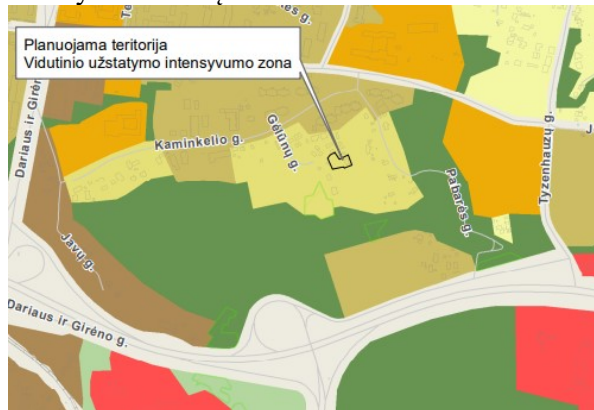 Planuojama teritorija
Vidutinio užstatymo intensyvumo zona
Dariaus ir Girėno
Kaminkelio g.
Gėlūnų g.
Pabarės g.
Tyzenhauzų g.
Javų g.
Dariaus ir Girėno g.